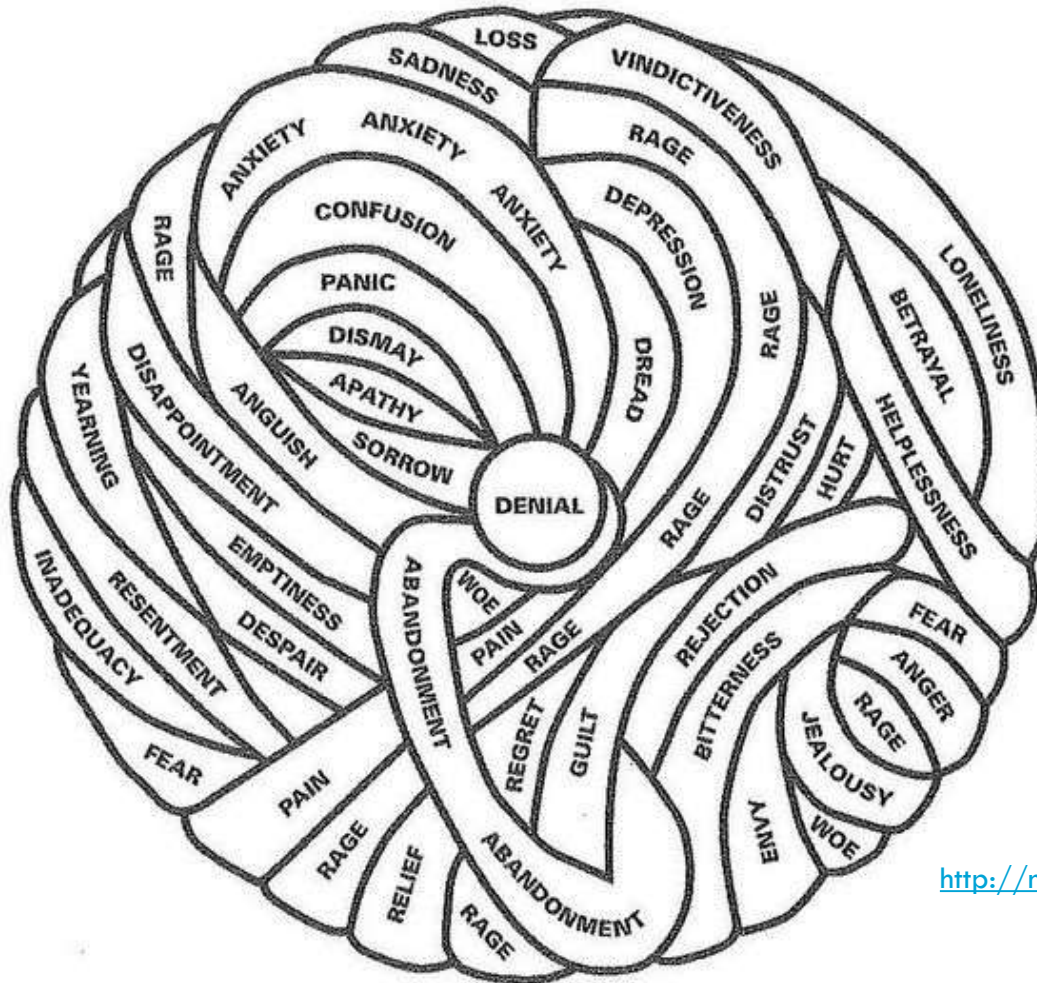 LOSS
SADNESS
VINDICTIVENESS
ANXIETY
ANXIETY
ANXIETY
RAGE
RAGE
CONFUSION
DEPRESSION
LONELINESS
PANIC
BETRAYAL
RAGE
DISMAY
DREAD
YEARNING
DISAPPOINTMENT
APATHY
HELPLESSNESS
ANGUISH
SORROW
DISTRUST
HURT
DENIAL
RAGE
INADEQUACY
RESENTMENT
EMPTINESS
ABANDONMENT
WOE
REJECTION
FEAR
DESPAIR
PAIN
RAGE
BITTERNESS
ANGER
RAGE
FEAR
PAIN
REGRET
GUILT
JEALOUSY
RAGE
RELIEF
RAGE
ABANDONMENT
ENVY
WOE
http://